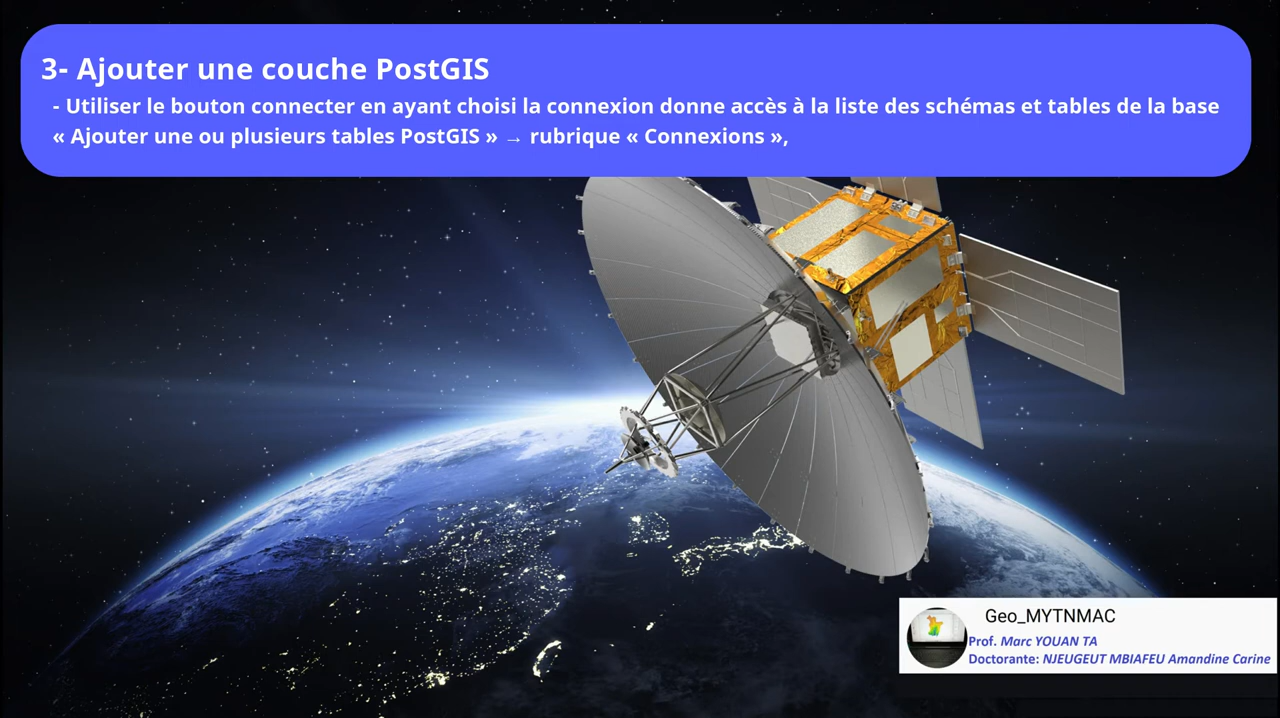 3- Ajouter une couche PostGIS
- Utiliser le bouton connecter en ayant choisi la connexion donne accès à la liste des schémas et tables de la base
« Ajouter une ou plusieurs tables PostGIS » → rubrique « Connexions »,
Geo_MYTNMAC
Prof. Marc YOUAN TA
Doctorante: NJEUGEUT MBIAFEU Amandine Carine